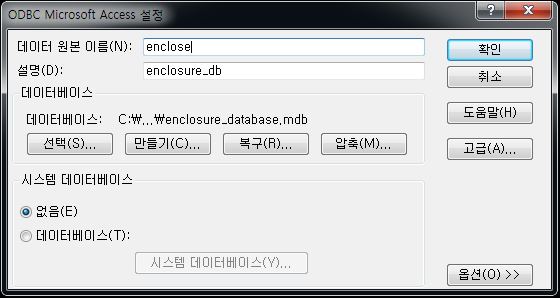 ODBC Microsoft Access 설정
데이터 원본 이름(N): enclose 확인
설명(D): enclosure_db 취소
데이터베이스
데이터베이스: C:\...\enclosure_database.mdb 도움말(H)
선택(S)... 만들기(C)... 복구(R)... 압축(M)... 고급(A)...
시스템 데이터베이스
없음(E)
데이터베이스(T):
시스템 데이터베이스(Y)...
옵션(O) >>